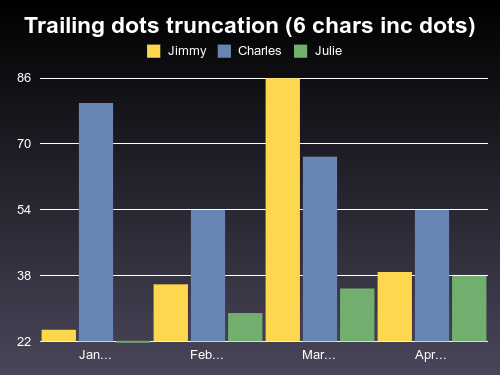 Trailing dots truncation (6 chars inc dots)
Jimmy Charles Julie
86
70
54
38
22
Jan... Feb... Mar... Apr...